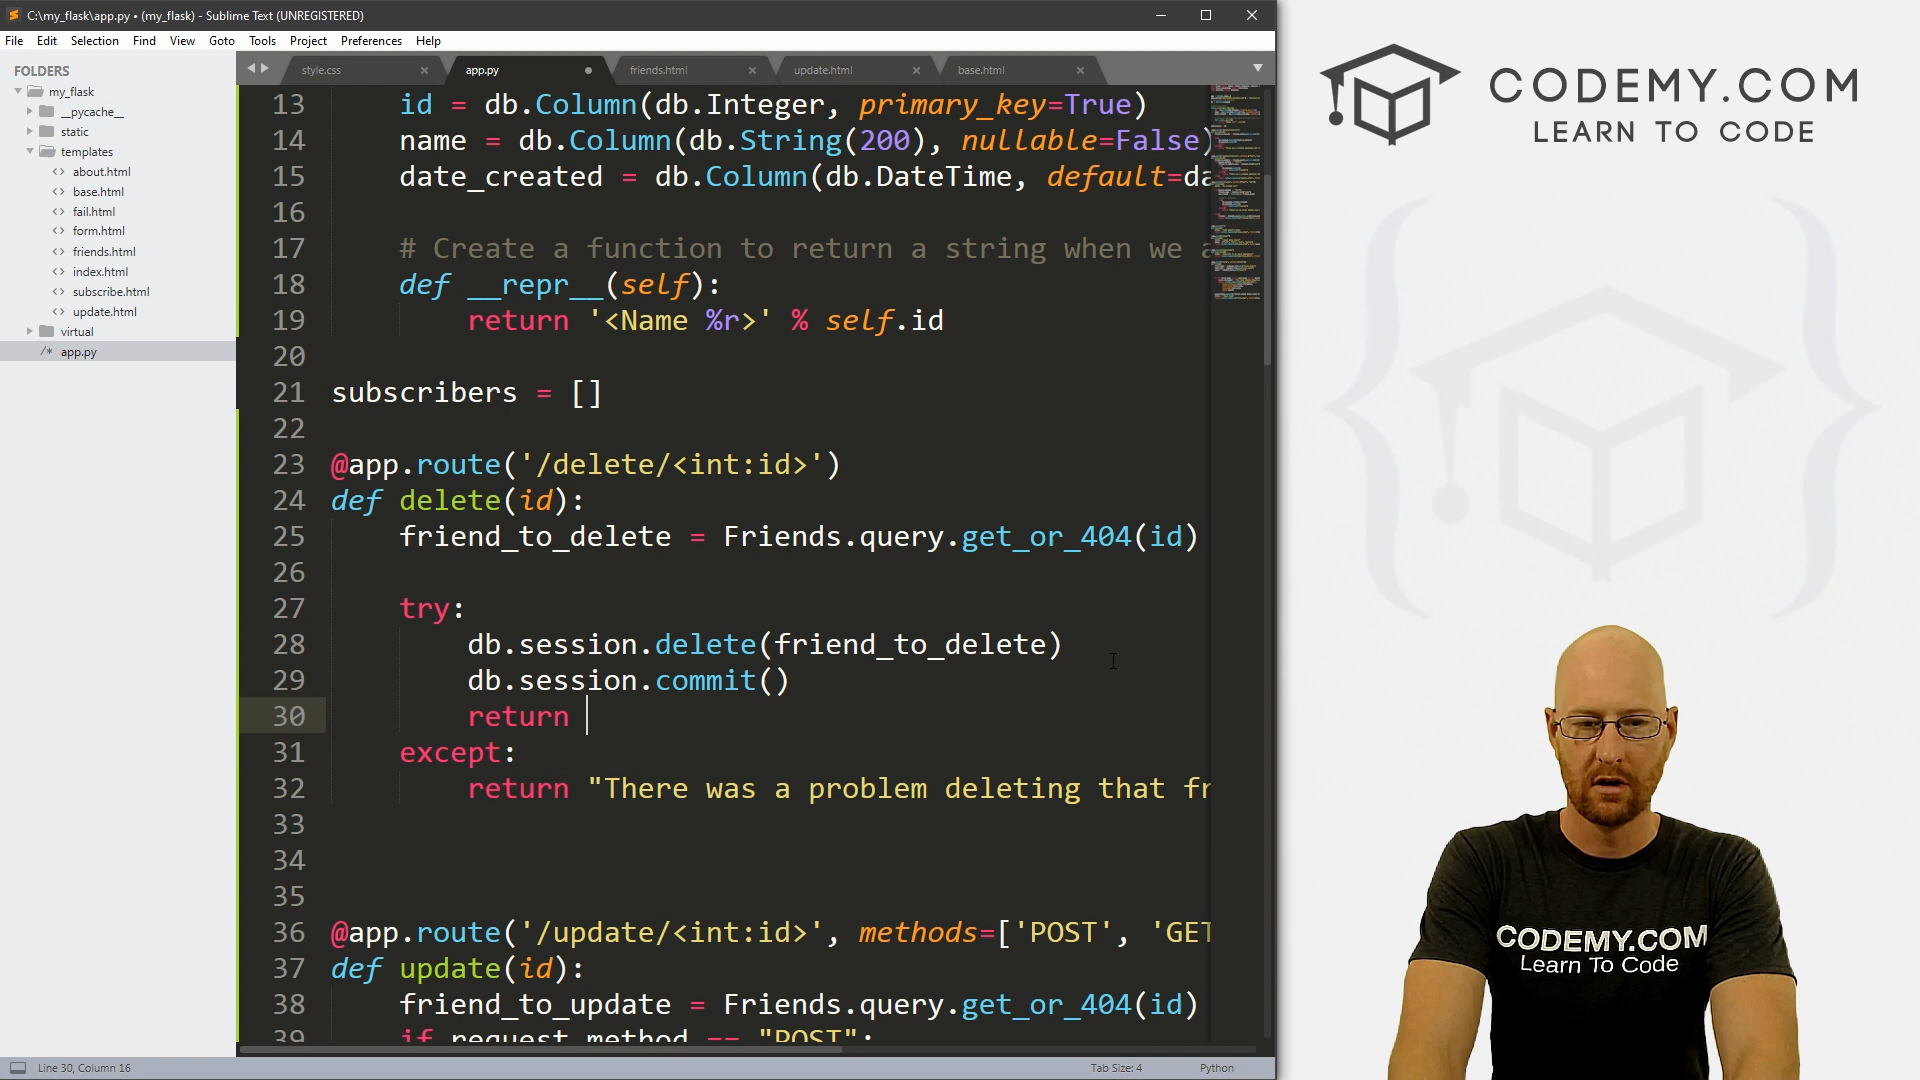 C:\my_flask\app.py • (my_flask) - Sublime Text (UNREGISTERED)
File Edit Selection Find View Goto Tools Project Preferences Help
FOLDERS
my_flask
__pycache__
static
templates
about.html
base.html
fail.html
form.html
friends.html
index.html
subscribe.html
update.html
virtual
app.py
style.css app.py friends.html update.html base.html
13 id = db.Column(db.Integer, primary_key=True)
14 name = db.Column(db.String(200), nullable=False)
15 date_created = db.Column(db.DateTime, default=da
16
17 # Create a function to return a string when we a
18 def __repr__(self):
19 return '<Name %r>' % self.id
20
21 subscribers = []
22
23 @app.route('/delete/<int:id>')
24 def delete(id):
25 friend_to_delete = Friends.query.get_or_404(id)
26
27 try:
28 db.session.delete(friend_to_delete)
29 db.session.commit()
30 return
31 except:
32 return "There was a problem deleting that fr
33
34
35
36 @app.route('/update/<int:id>', methods=['POST', 'GET
37 def update(id):
38 friend_to_update = Friends.query.get_or_404(id)
39 if request.method == "POST":
Line 30, Column 16
Tab Size: 4
Python
CODEMY.COM
LEARN TO CODE
CODEMY.COM
Learn To Code